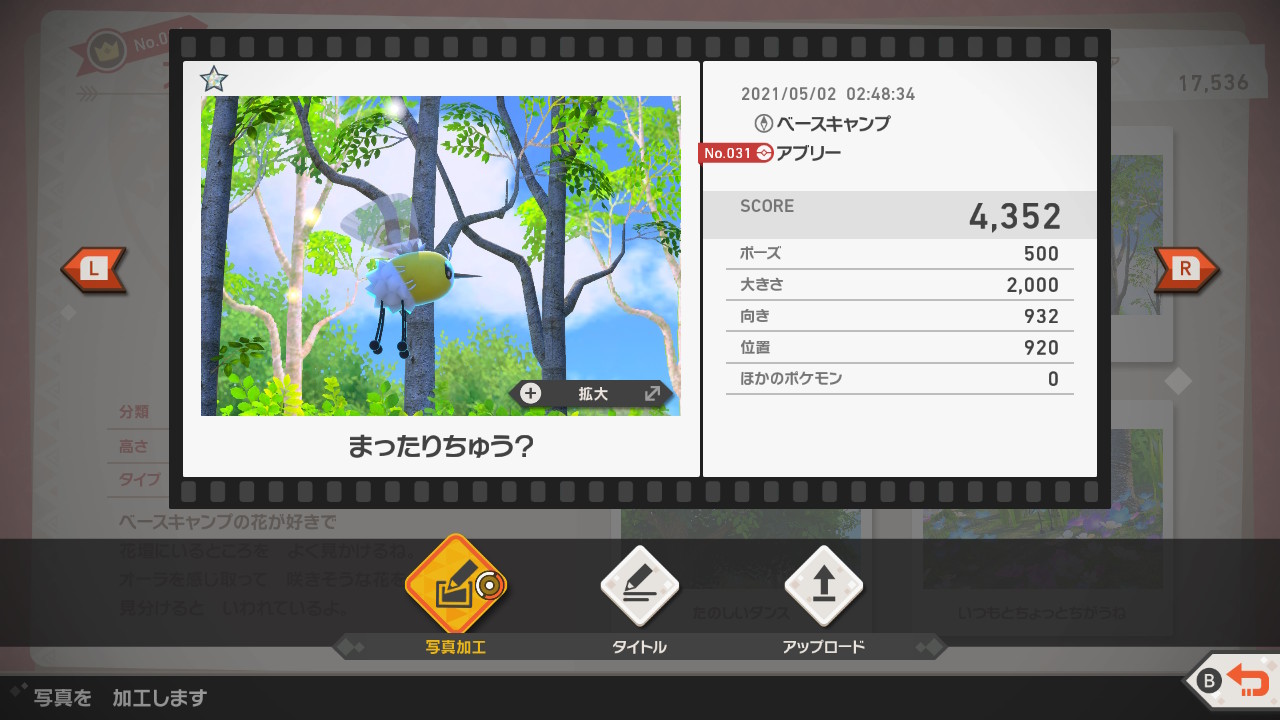 No.0
17,536
2021/05/02 02:48:34
ベースキャンプ
No.031 アブリー
SCORE 4,352
ポーズ 500
大きさ 2,000
向き 932
位置 920
ほかのポケモン 0
L
R
+ 拡大
まったりちゅう?
分類
高さ
タイプ
ベースキャンプの花が好きで
花壇にいるところを よく見かけるね。
オーラを感じ取って 咲きそうな花を
見分けると いわれているよ。
たのしいダンス
いつもとちょっとちがうな
写真加工
タイトル
アップロード
写真を 加工します
B